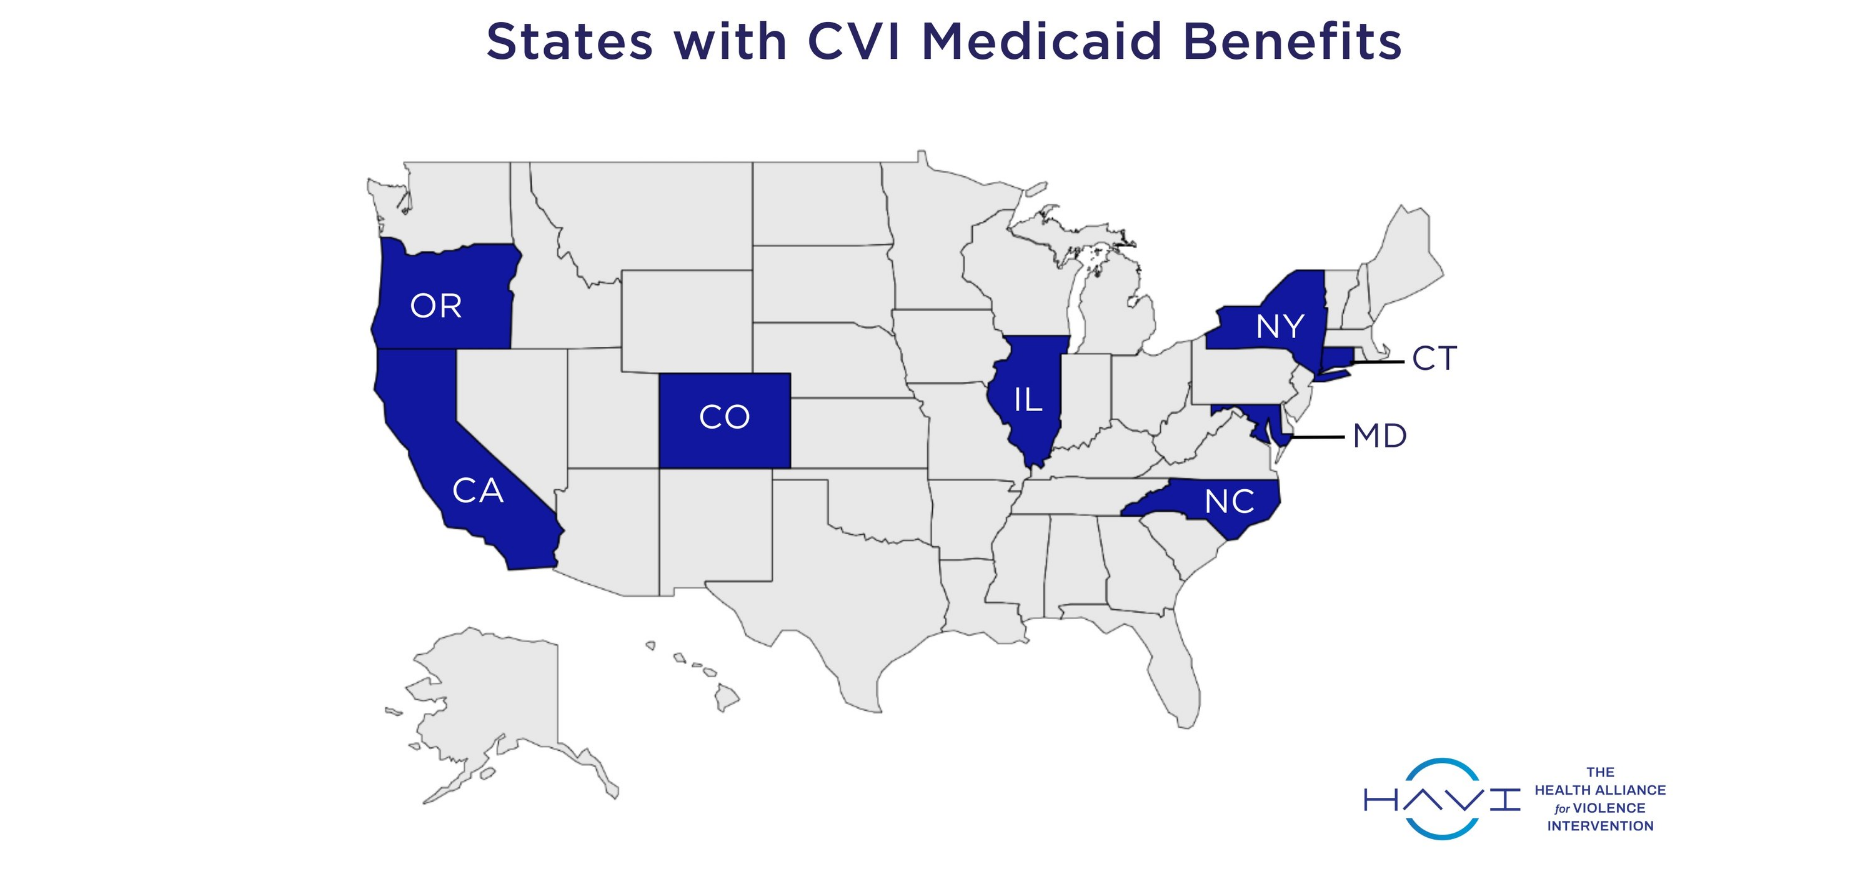 States with CVI Medicaid Benefits
OR
NY
CT
IL
CO
MD
CA
NC
HAVI
THE
HEALTH ALLIANCE
for VIOLENCE
INTERVENTION